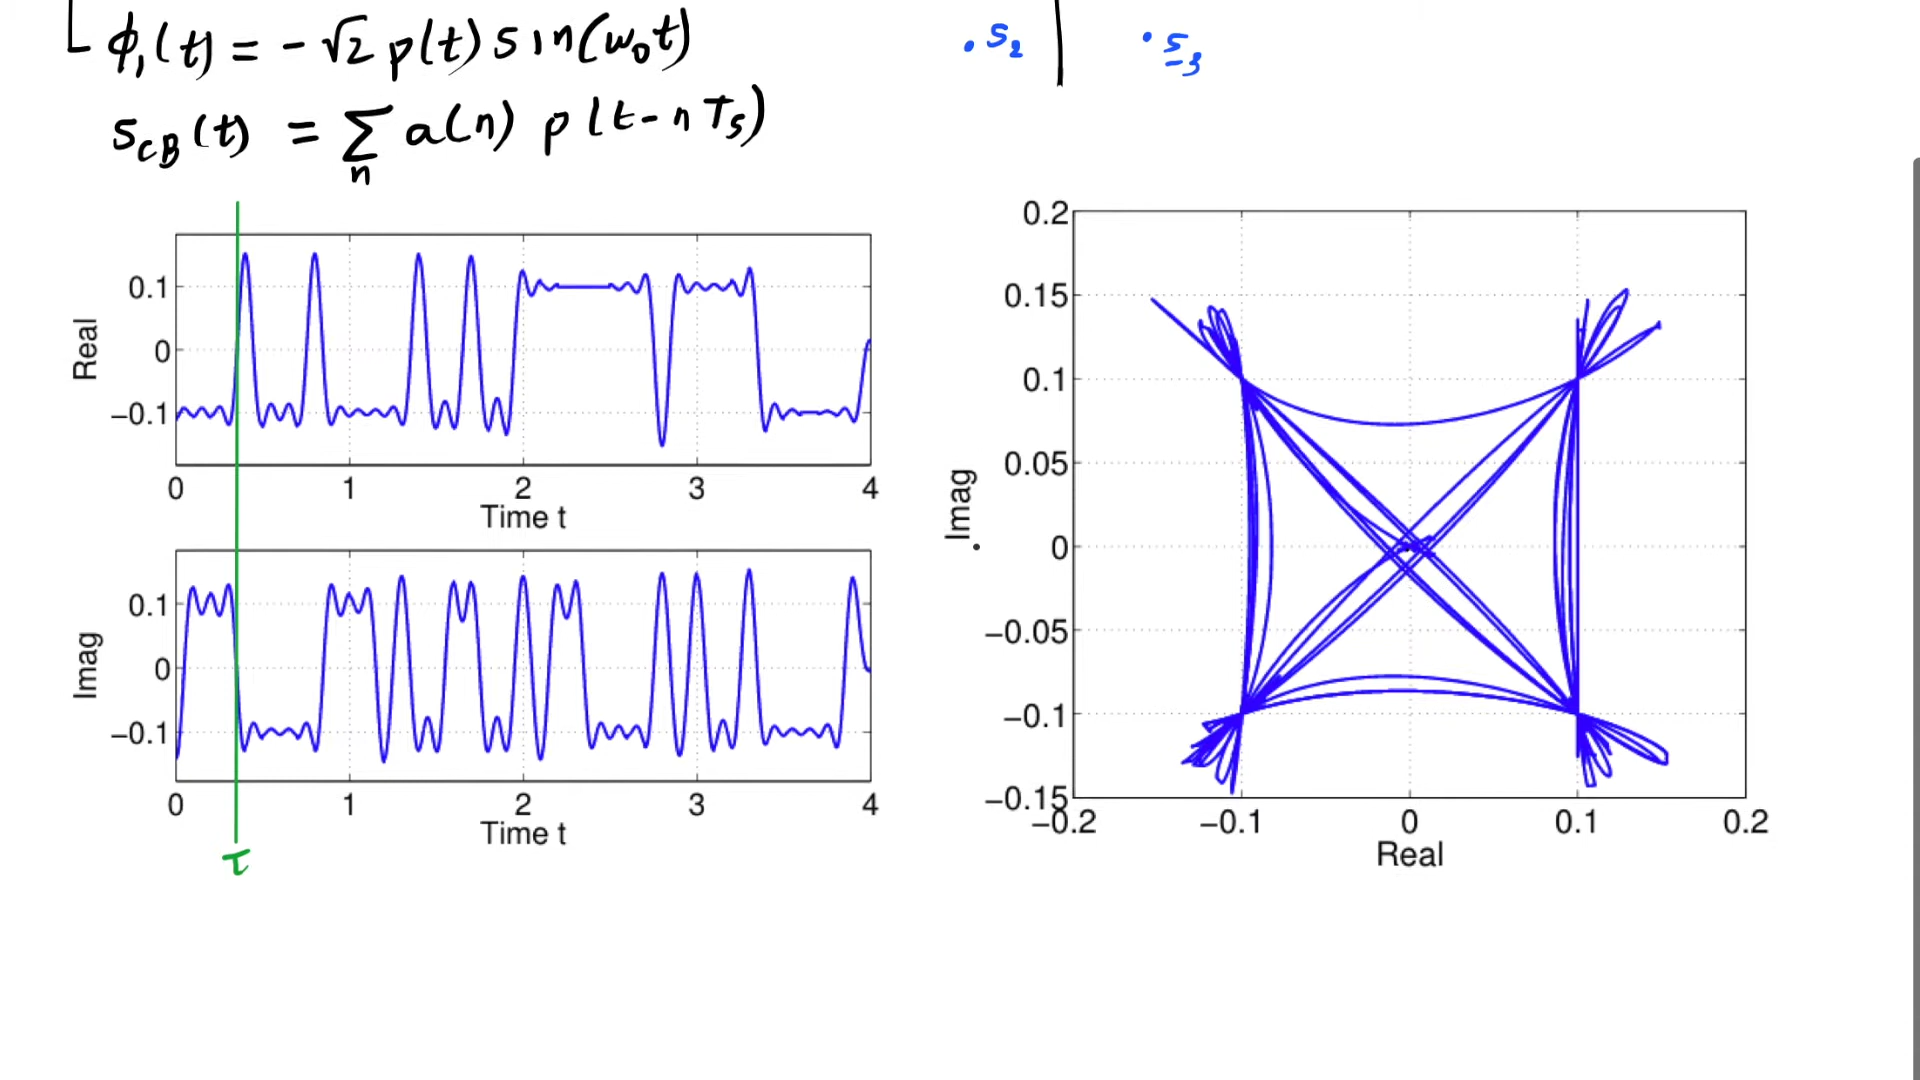 ϕ₁(t) = - √2 p(t) sin(ω₀t)
s_CB(t) = ∑_n a(n) p(t - nT_s)
. s₂
. s₃
Real
0.1
0
−0.1
0 1 2 3 4
Time t
Imag
0.1
0
−0.1
0 1 2 3 4
Time t
τ
Imag
0.2
0.15
0.1
0.05
0
−0.05
−0.1
−0.15
−0.2 −0.1 0 0.1 0.2
Real